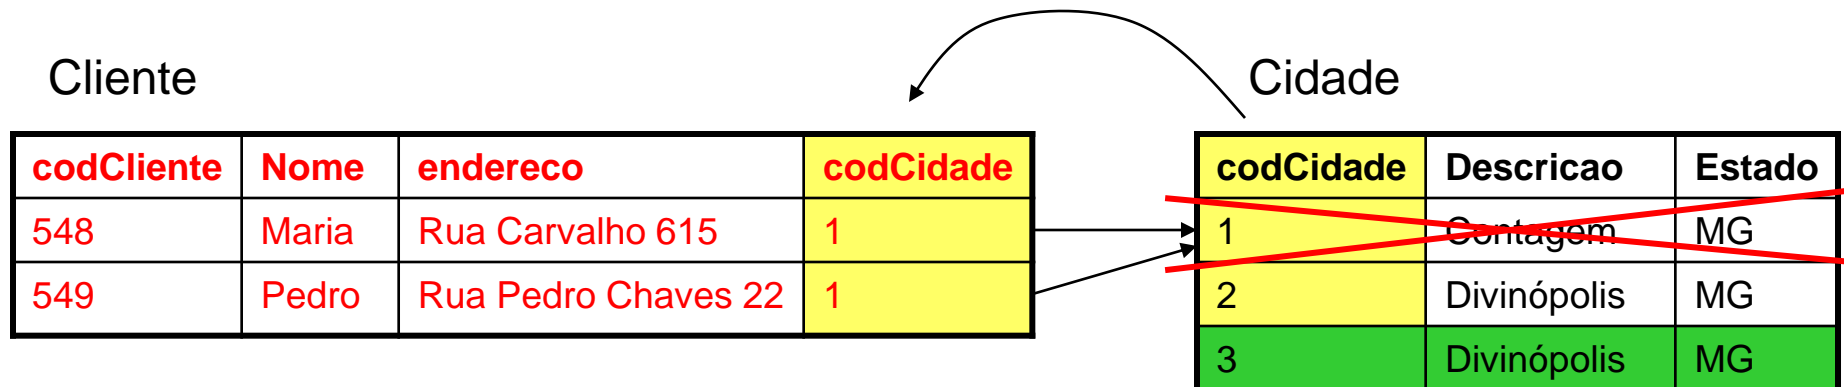 Cliente
codCliente Nome endereco codCidade
548 Maria Rua Carvalho 615 1
549 Pedro Rua Pedro Chaves 22 1
Cidade
codCidade Descricao Estado
1 Contagem MG
2 Divinópolis MG
3 Divinópolis MG